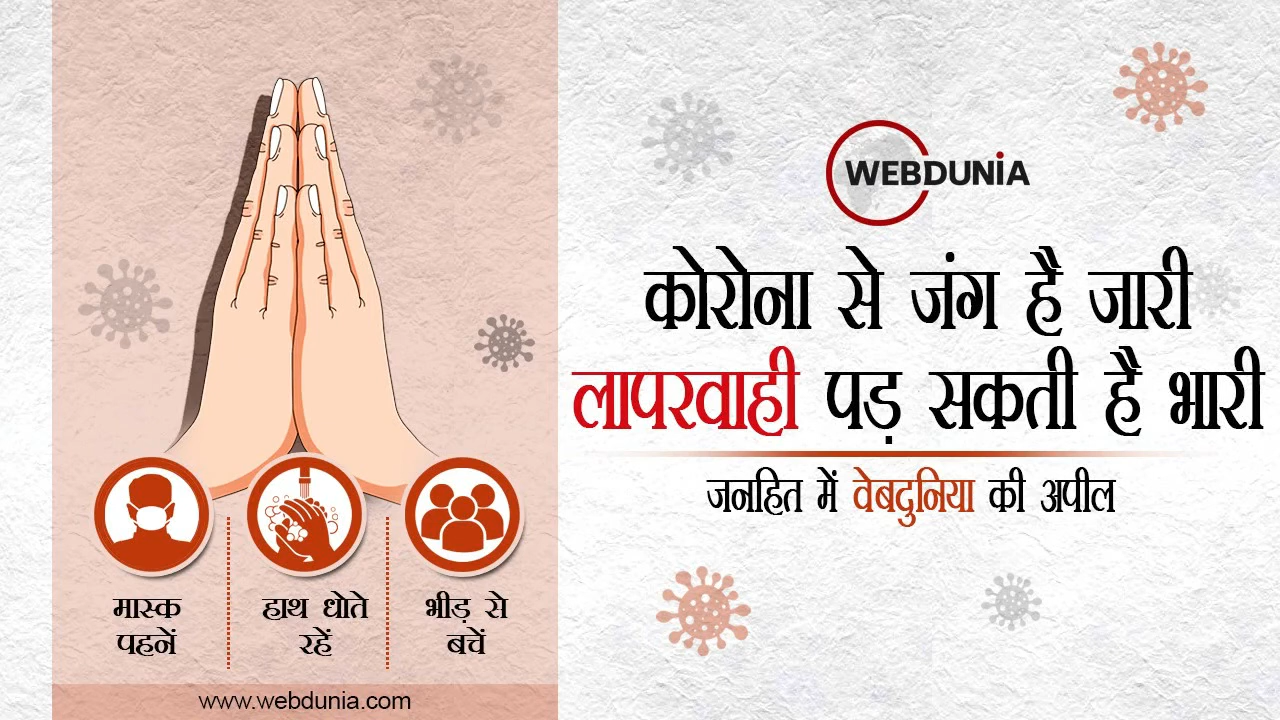 WEBDUNIA
कोरोना से जंग है जारी
लापरवाही पड़ सकती है भारी
जनहित में वेबदुनिया की अपील
मास्क
पहनें
हाथ धोते
रहें
भीड़ से
बचें
www.webdunia.com